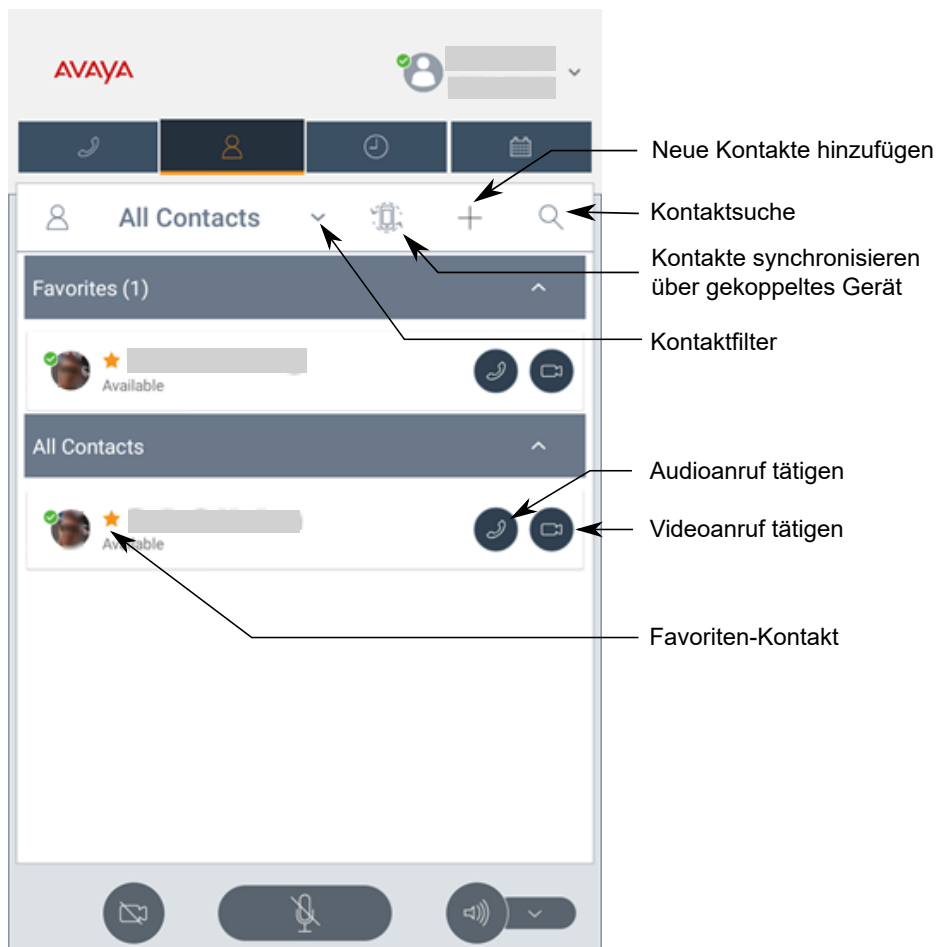 AVAYA
Neue Kontakte hinzufügen
All Contacts
Kontaktsuche
Kontakte synchronisieren
über gekoppeltes Gerät
Favorites (1)
Kontaktfilter
Available
All Contacts
Audioanruf tätigen
Videoanruf tätigen
Available
Favoriten-Kontakt